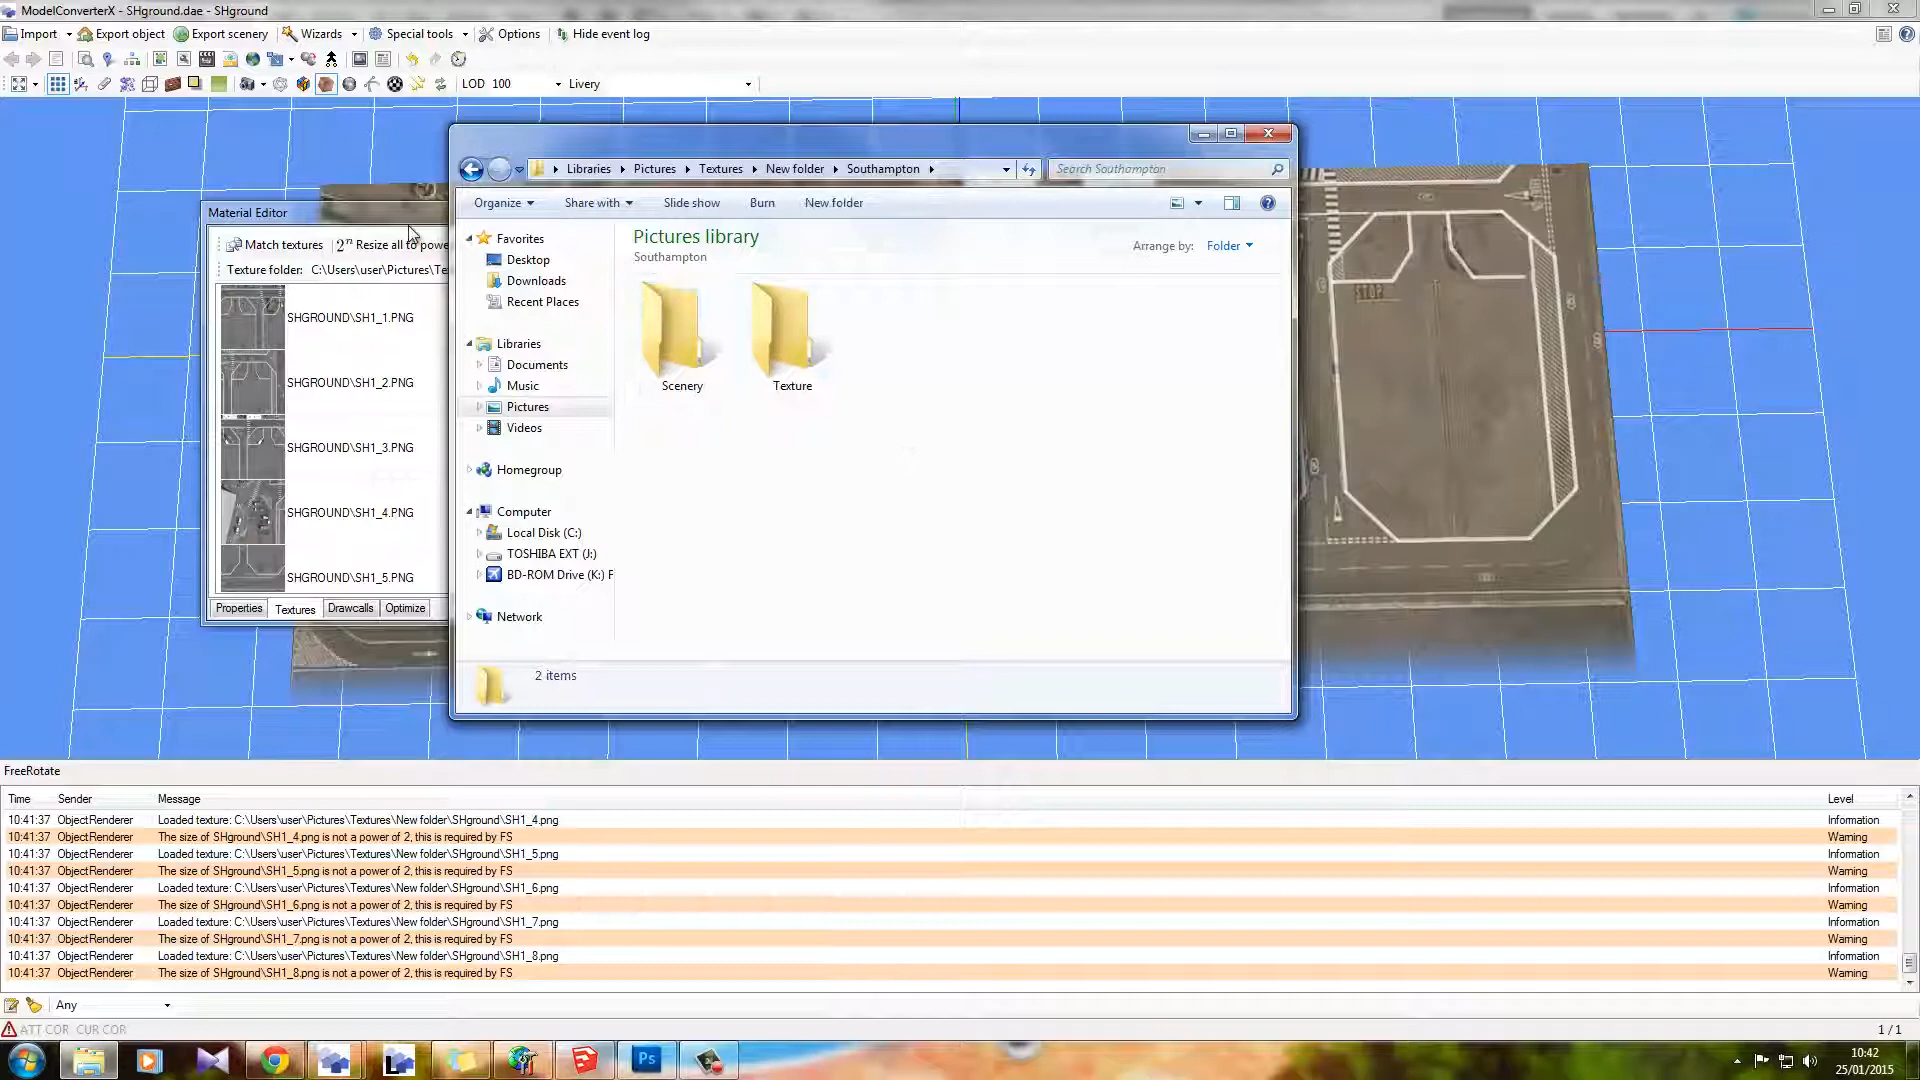 ModelConverterX - SHground.dae - SHground
Import Export object Export scenery Wizards Special tools Options Hide event log
LOD 100 Livery
Libraries Pictures Textures New folder Southampton Search Southampton
Organize Share with Slide show Burn New folder
Material Editor
Match textures 2ⁿ Resize all to powe
Texture folder: C:\Users\user\Pictures\Te
SHGROUND\SH1_1.PNG
SHGROUND\SH1_2.PNG
SHGROUND\SH1_3.PNG
SHGROUND\SH1_4.PNG
SHGROUND\SH1_5.PNG
Properties Textures Drawcalls Optimize
Favorites
Desktop
Downloads
Recent Places
Libraries
Documents
Music
Pictures
Videos
Homegroup
Computer
Local Disk (C:)
TOSHIBA EXT (J:)
BD-ROM Drive (K:) F
Network
Pictures library
Southampton
Arrange by: Folder
Scenery Texture
2 items
STOP
FreeRotate
Time Sender Message Level
10:41:37 ObjectRenderer Loaded texture: C:\Users\user\Pictures\Textures\New folder\SHground\SH1_4.png Information
10:41:37 ObjectRenderer The size of SHground\SH1_4.png is not a power of 2, this is required by FS Warning
10:41:37 ObjectRenderer Loaded texture: C:\Users\user\Pictures\Textures\New folder\SHground\SH1_5.png Information
10:41:37 ObjectRenderer The size of SHground\SH1_5.png is not a power of 2, this is required by FS Warning
10:41:37 ObjectRenderer Loaded texture: C:\Users\user\Pictures\Textures\New folder\SHground\SH1_6.png Information
10:41:37 ObjectRenderer The size of SHground\SH1_6.png is not a power of 2, this is required by FS Warning
10:41:37 ObjectRenderer Loaded texture: C:\Users\user\Pictures\Textures\New folder\SHground\SH1_7.png Information
10:41:37 ObjectRenderer The size of SHground\SH1_7.png is not a power of 2, this is required by FS Warning
10:41:37 ObjectRenderer Loaded texture: C:\Users\user\Pictures\Textures\New folder\SHground\SH1_8.png Information
10:41:37 ObjectRenderer The size of SHground\SH1_8.png is not a power of 2, this is required by FS Warning
Any
ATT COR CUR COR 1 / 1
Ps
10:42
25/01/2015